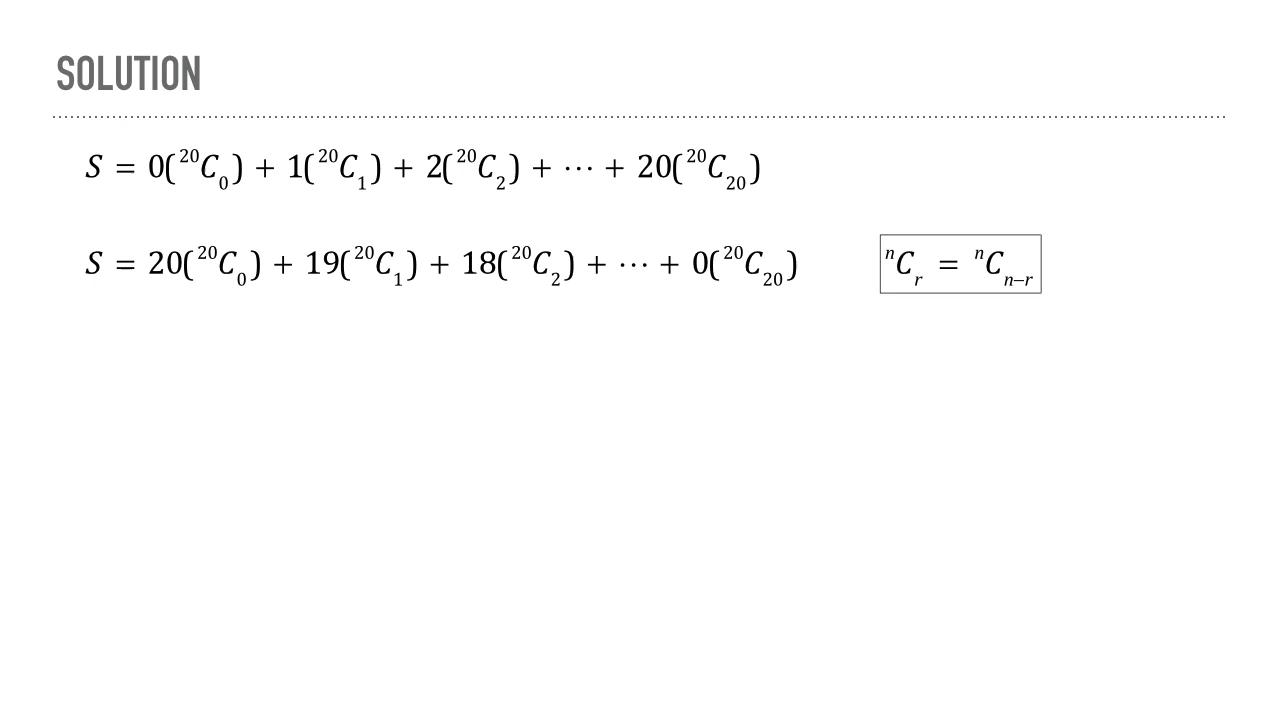 SOLUTION
S = 0(²⁰C₀) + 1(²⁰C₁) + 2(²⁰C₂) + ⋯ + 20(²⁰C₂₀)
S = 20(²⁰C₀) + 19(²⁰C₁) + 18(²⁰C₂) + ⋯ + 0(²⁰C₂₀)
ⁿCᵣ = ⁿCₙ₋ᵣ